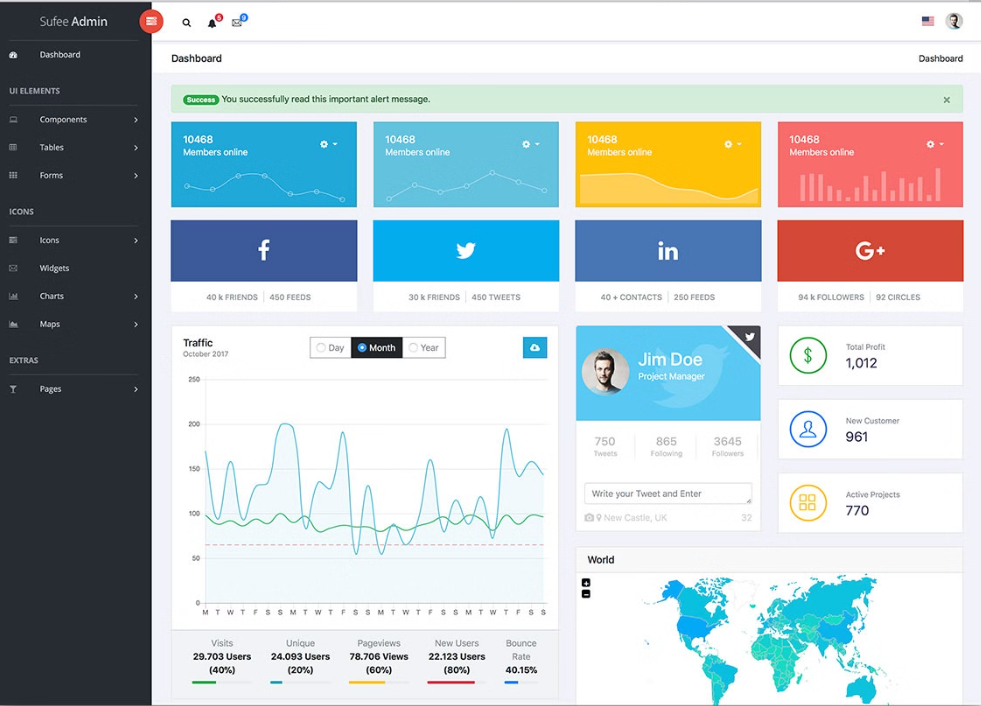 Sufee Admin
5
9
Dashboard
UI ELEMENTS
Components
Tables
Forms
ICONS
Icons
Widgets
Charts
Maps
EXTRAS
Pages
Dashboard
Dashboard
Success You successfully read this important alert message.
×
10468
Members online
10468
Members online
10468
Members online
10468
Members online
f
in
G+
40 k FRIENDS 450 FEEDS
30 k FRIENDS 450 TWEETS
40 + CONTACTS 250 FEEDS
94 k FOLLOWERS 92 CIRCLES
Traffic
October 2017
Day Month Year
250
200
150
100
50
0
M T W T F S S M T W T F S S M T W T F S S M T W T F S S
Visits
29.703 Users
(40%)
Unique
24.093 Users
(20%)
Pageviews
78.706 Views
(60%)
New Users
22.123 Users
(80%)
Bounce
Rate
40.15%
Jim Doe
Project Manager
750
Tweets
865
Following
3645
Followers
Write your Tweet and Enter
New Castle, UK 32
$
Total Profit
1,012
New Customer
961
Active Projects
770
World
+
−